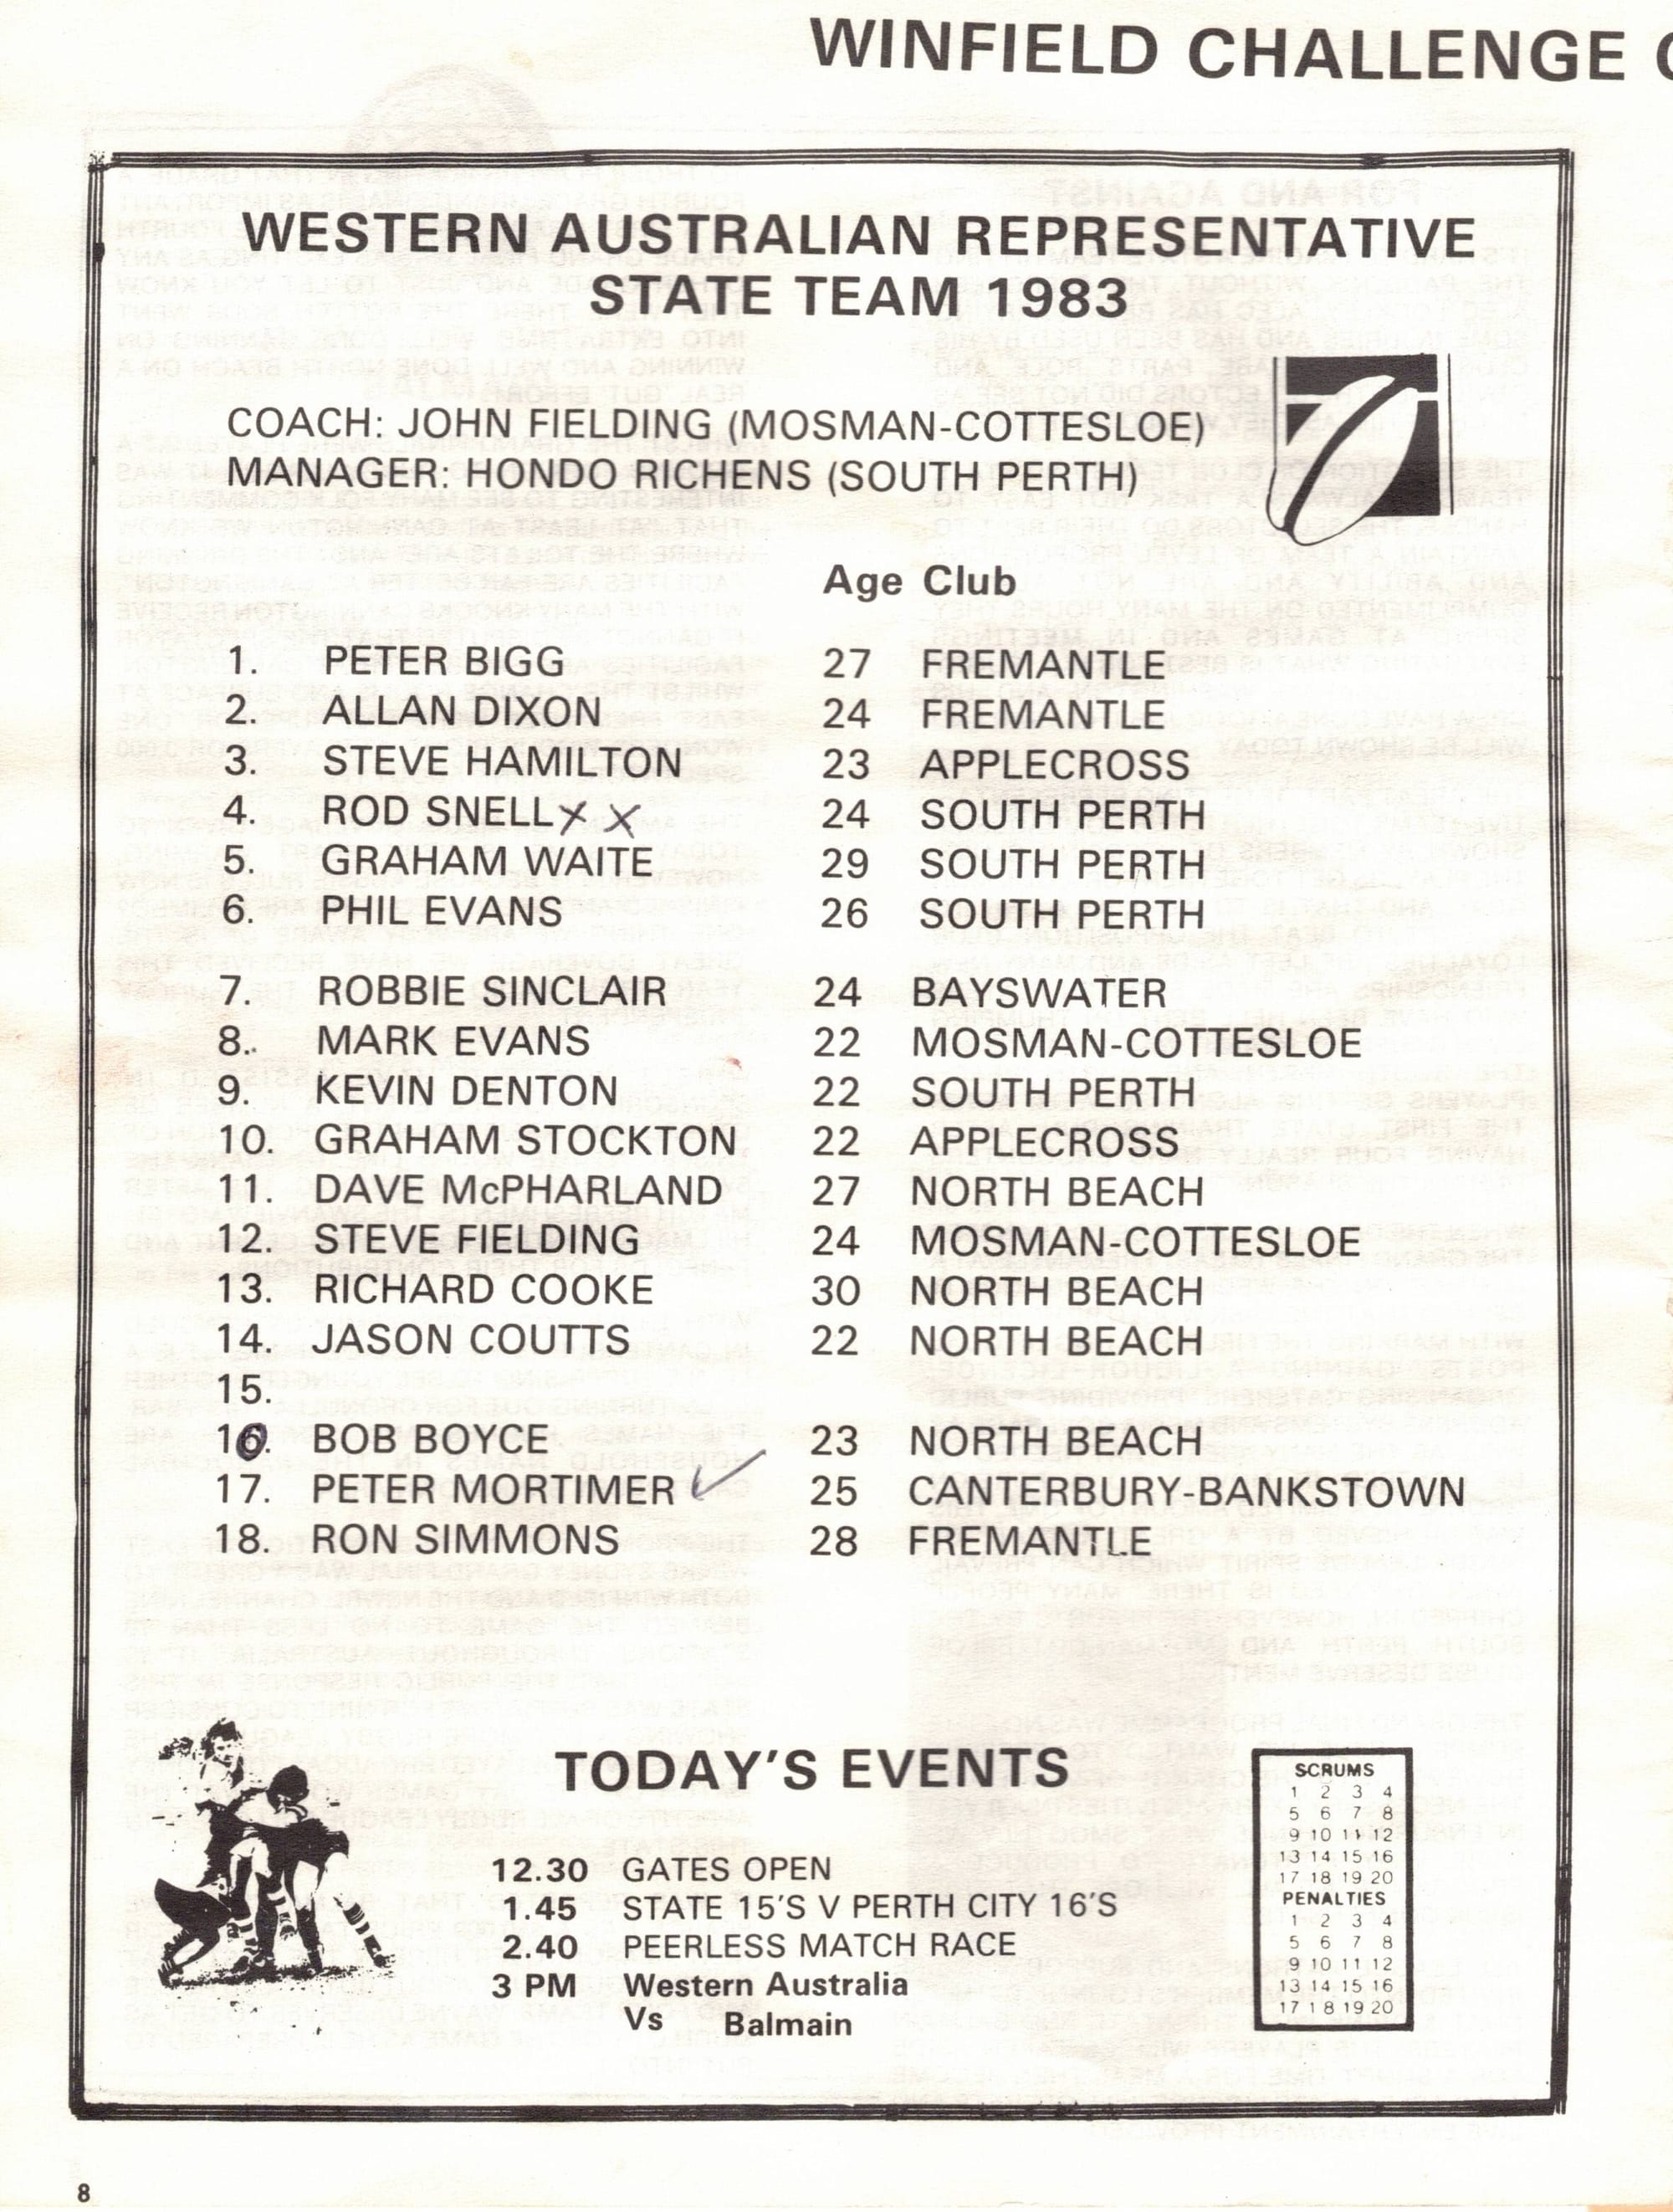 WINFIELD CHALLENGE
WESTERN AUSTRALIAN REPRESENTATIVE
STATE TEAM 1983
COACH: JOHN FIELDING (MOSMAN-COTTESLOE)
MANAGER: HONDO RICHENS (SOUTH PERTH)
Age Club
1. PETER BIGG 27 FREMANTLE
2. ALLAN DIXON 24 FREMANTLE
3. STEVE HAMILTON 23 APPLECROSS
4. ROD SNELL x x 24 SOUTH PERTH
5. GRAHAM WAITE 29 SOUTH PERTH
6. PHIL EVANS 26 SOUTH PERTH
7. ROBBIE SINCLAIR 24 BAYSWATER
8. MARK EVANS 22 MOSMAN-COTTESLOE
9. KEVIN DENTON 22 SOUTH PERTH
10. GRAHAM STOCKTON 22 APPLECROSS
11. DAVE McPHARLAND 27 NORTH BEACH
12. STEVE FIELDING 24 MOSMAN-COTTESLOE
13. RICHARD COOKE 30 NORTH BEACH
14. JASON COUTTS 22 NORTH BEACH
15.
16. BOB BOYCE 23 NORTH BEACH
17. PETER MORTIMER ✓ 25 CANTERBURY-BANKSTOWN
18. RON SIMMONS 28 FREMANTLE
TODAY'S EVENTS
12.30 GATES OPEN
1.45 STATE 15'S V PERTH CITY 16'S
2.40 PEERLESS MATCH RACE
3 PM Western Australia
Vs Balmain
SCRUMS
1 2 3 4
5 6 7 8
9 10 11 12
13 14 15 16
17 18 19 20
PENALTIES
1 2 3 4
5 6 7 8
9 10 11 12
13 14 15 16
17 18 19 20
8